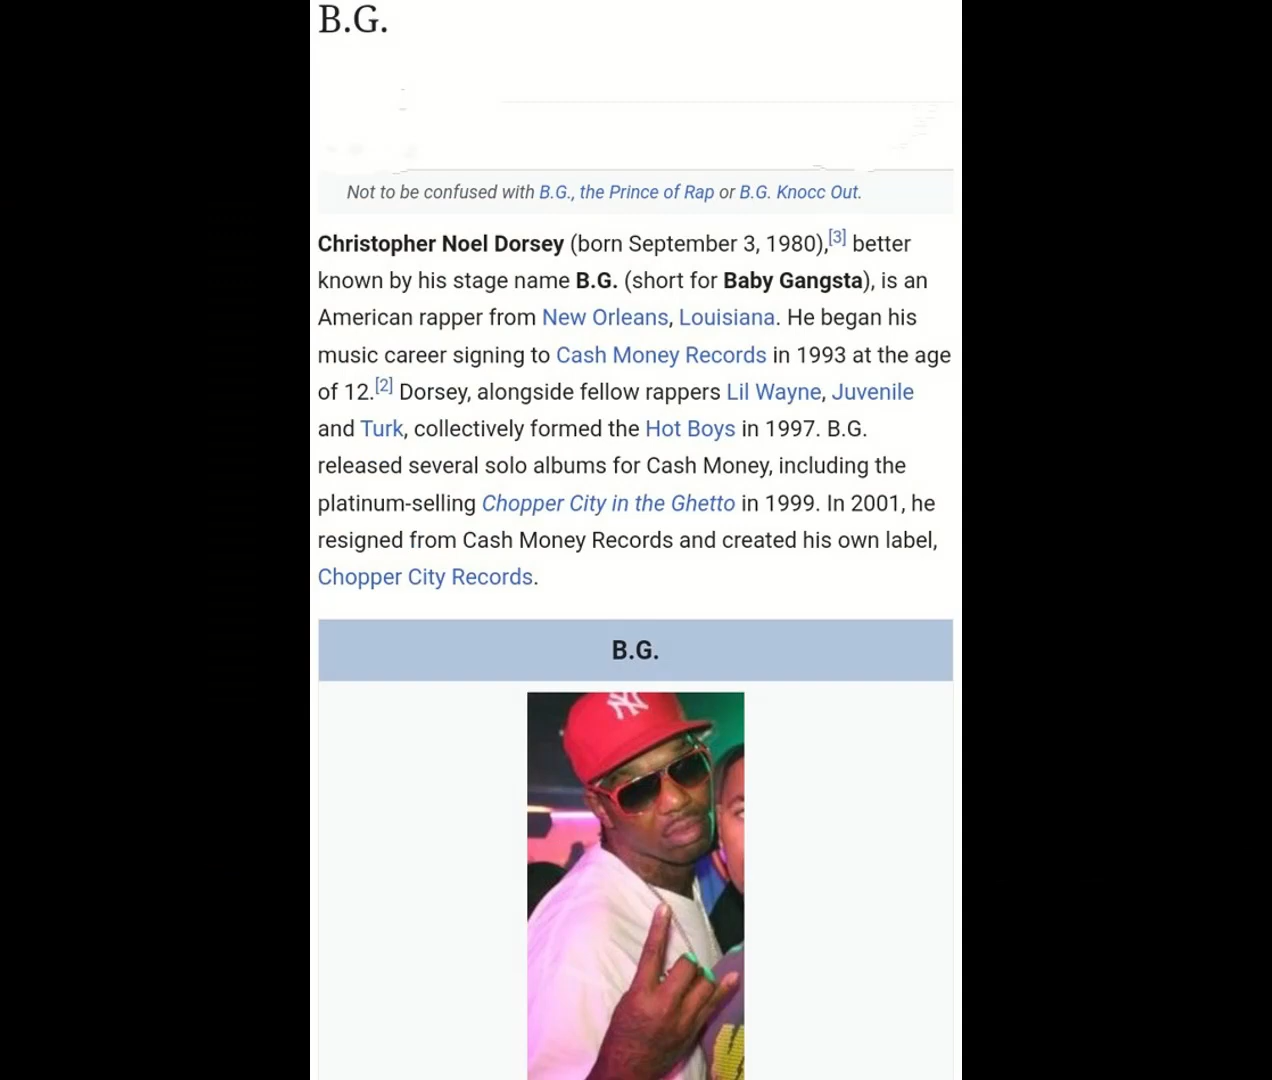 B.G.
Not to be confused with B.G., the Prince of Rap or B.G. Knocc Out.
Christopher Noel Dorsey (born September 3, 1980),[3] better
known by his stage name B.G. (short for Baby Gangsta), is an
American rapper from New Orleans, Louisiana. He began his
music career signing to Cash Money Records in 1993 at the age
of 12.[2] Dorsey, alongside fellow rappers Lil Wayne, Juvenile
and Turk, collectively formed the Hot Boys in 1997. B.G.
released several solo albums for Cash Money, including the
platinum-selling Chopper City in the Ghetto in 1999. In 2001, he
resigned from Cash Money Records and created his own label,
Chopper City Records.
B.G.
NY